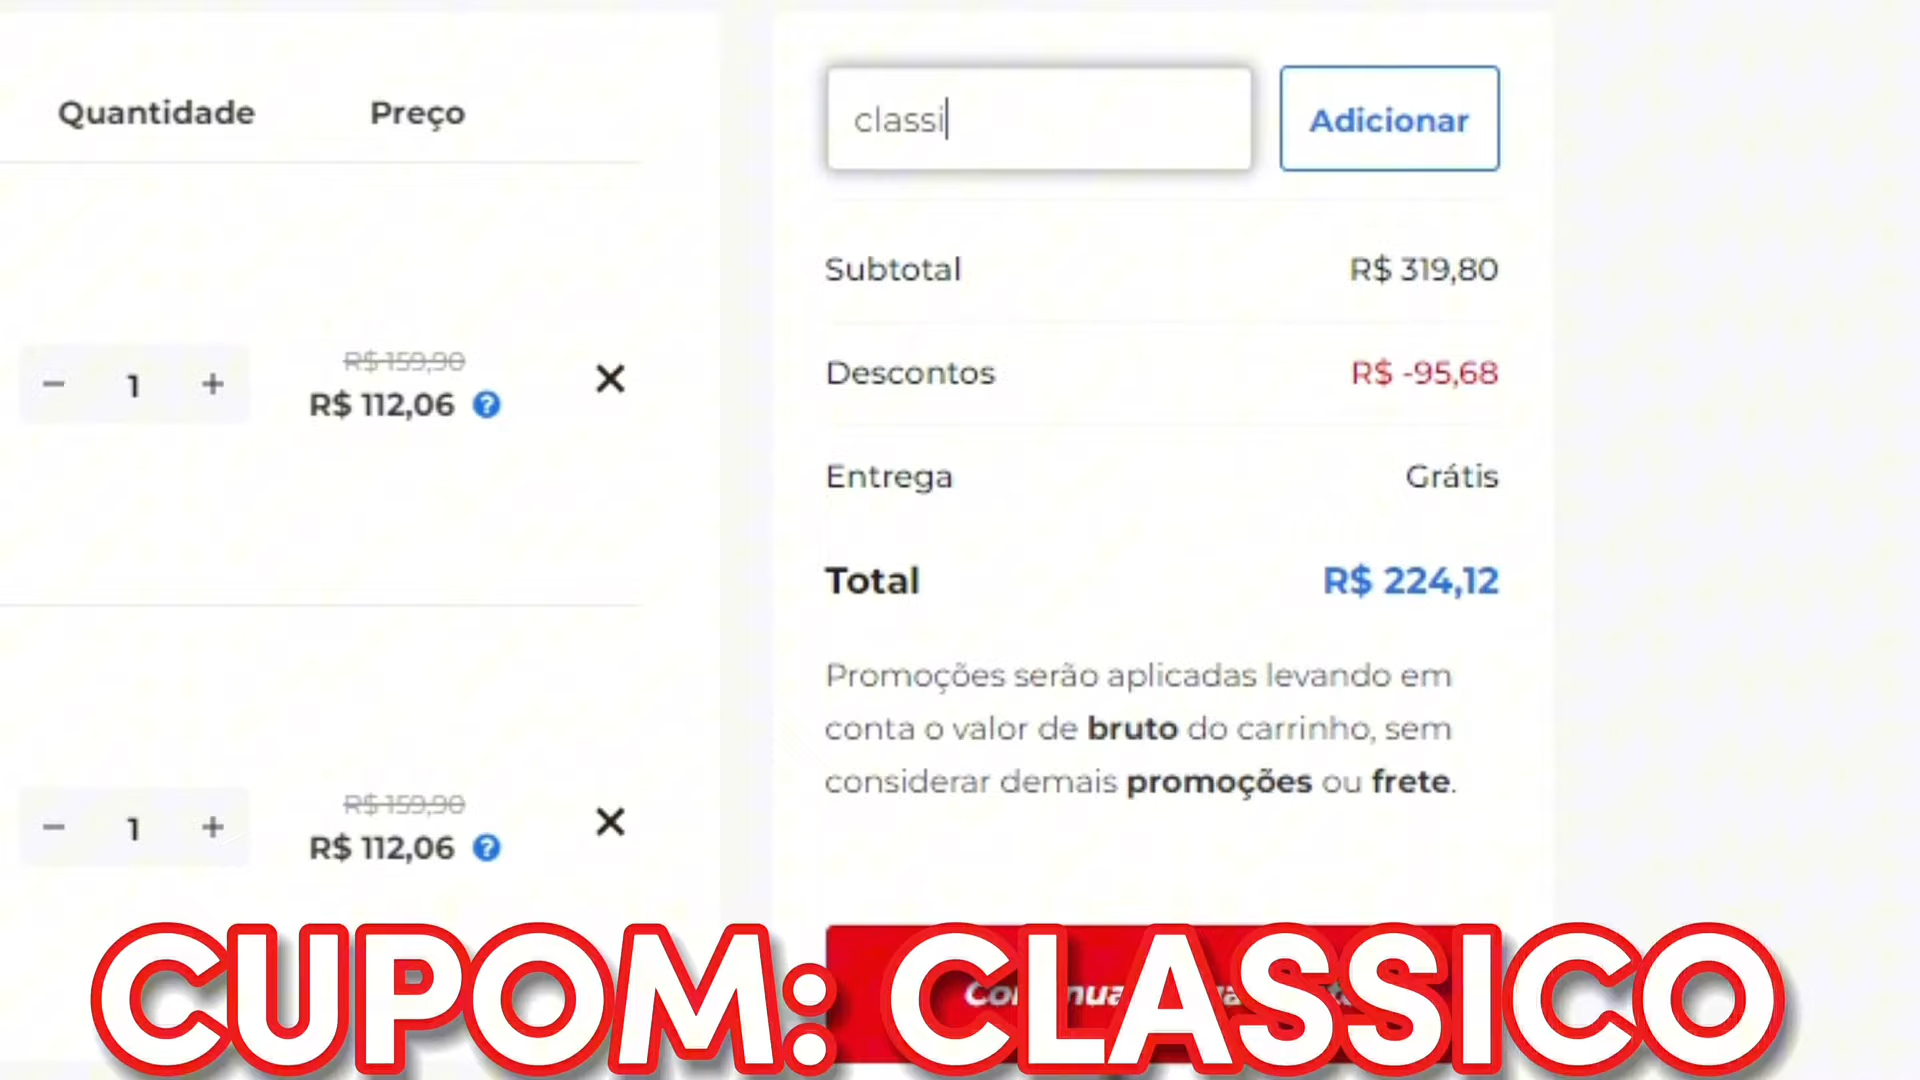 Quantidade Preço
R$ 159,90
− 1 +
R$ 112,06 ?
R$ 159,90
− 1 +
R$ 112,06 ?
classi
Adicionar
Subtotal R$ 319,80
Descontos R$ -95,68
Entrega Grátis
Total R$ 224,12
Promoções serão aplicadas levando em
conta o valor de bruto do carrinho, sem
considerar demais promoções ou frete.
CUPOM: CLASSICO